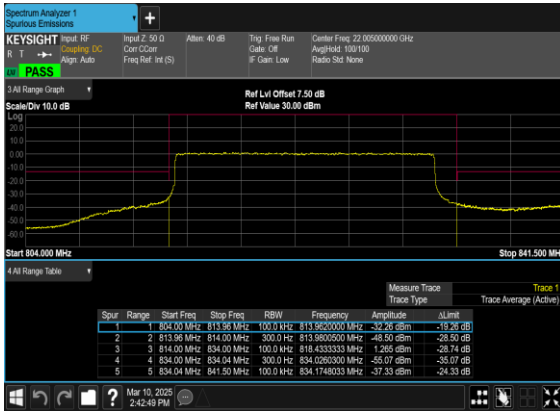 Spectrum Analyzer 1
Spurious Emissions
+
KEYSIGHT
R T
LXI
PASS
Input: RF
Coupling: DC
Align: Auto
Input Z: 50 Ω
Corr CCorr
Freq Ref: Int (S)
Atten: 40 dB
Trig: Free Run
Gate: Off
IF Gain: Low
Center Freq: 22.005000000 GHz
Avg|Hold: 100/100
Radio Std: None
3 All Range Graph
Scale/Div 10.0 dB
Ref Lvl Offset 7.50 dB
Ref Value 30.00 dBm
Log
20.0
10.0
0.00
-10.0
-20.0
-30.0
-40.0
-50.0
-60.0
Start 804.000 MHz
Stop 841.500 MH
4 All Range Table
Measure Trace Trace 1
Trace Type Trace Average (Active)
Spur Range Start Freq Stop Freq RBW Frequency Amplitude ΔLimit
1 1 804.00 MHz 813.96 MHz 100.0 kHz 813.9620000 MHz -32.26 dBm -19.26 dB
2 2 813.96 MHz 814.00 MHz 300.0 Hz 813.9800500 MHz -48.50 dBm -28.50 dB
3 3 814.00 MHz 834.00 MHz 100.0 kHz 818.4333333 MHz 1.265 dBm -28.74 dB
4 4 834.00 MHz 834.04 MHz 300.0 Hz 834.0260300 MHz -55.07 dBm -35.07 dB
5 5 834.04 MHz 841.50 MHz 100.0 kHz 834.1748033 MHz -37.33 dBm -24.33 dB
?
Mar 10, 2025
2:42:49 PM